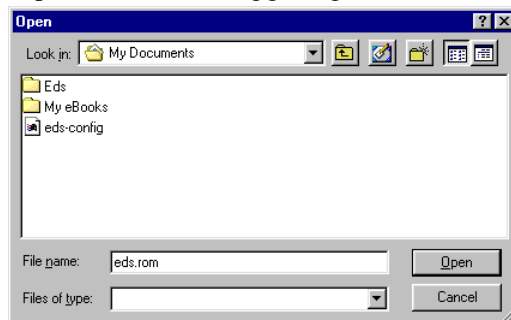 Open
Look in: My Documents
Eds
My eBooks
eds-config
File name: eds.rom Open
Files of type: Cancel